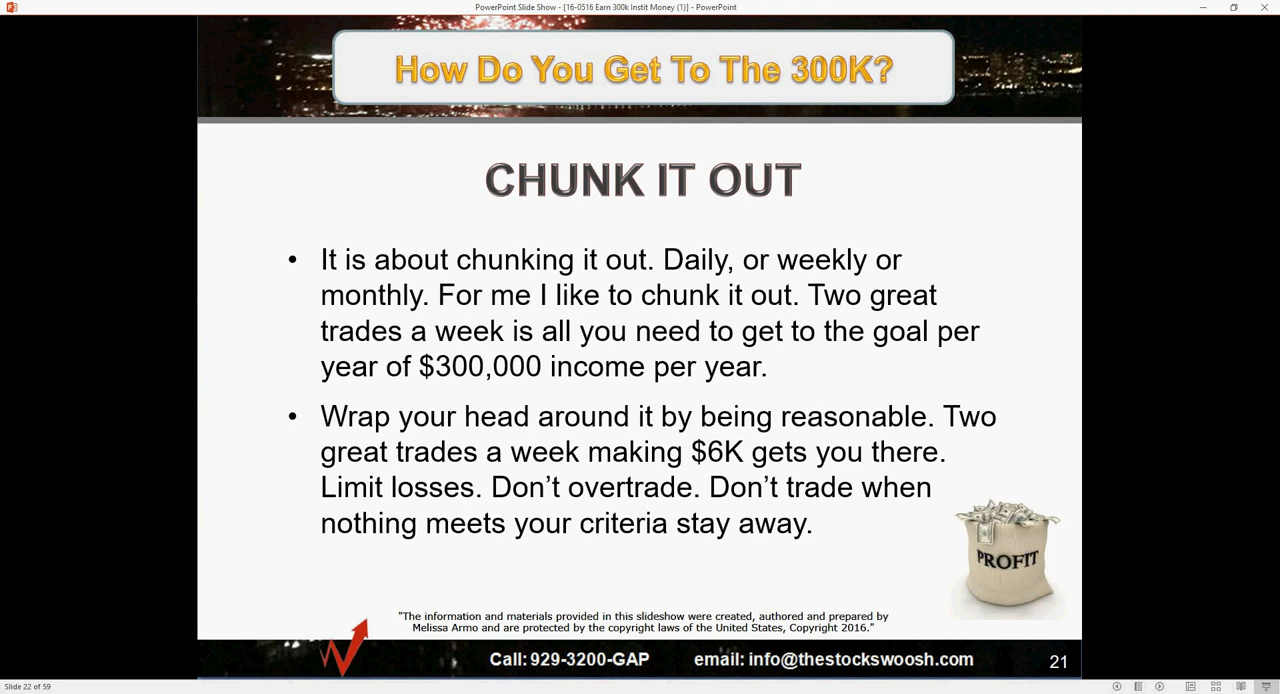 PowerPoint Slide Show - [16-0516 Earn 300k Instit Money (1)] - PowerPoint
How Do You Get To The 300K?
CHUNK IT OUT
• It is about chunking it out. Daily, or weekly or
monthly. For me I like to chunk it out. Two great
trades a week is all you need to get to the goal per
year of $300,000 income per year.
• Wrap your head around it by being reasonable. Two
great trades a week making $6K gets you there.
Limit losses. Don’t overtrade. Don’t trade when
nothing meets your criteria stay away.
PROFIT
"The information and materials provided in this slideshow were created, authored and prepared by
Melissa Armo and are protected by the copyright laws of the United States, Copyright 2016."
Call: 929-3200-GAP email: info@thestockswoosh.com 21
Slide 22 of 59